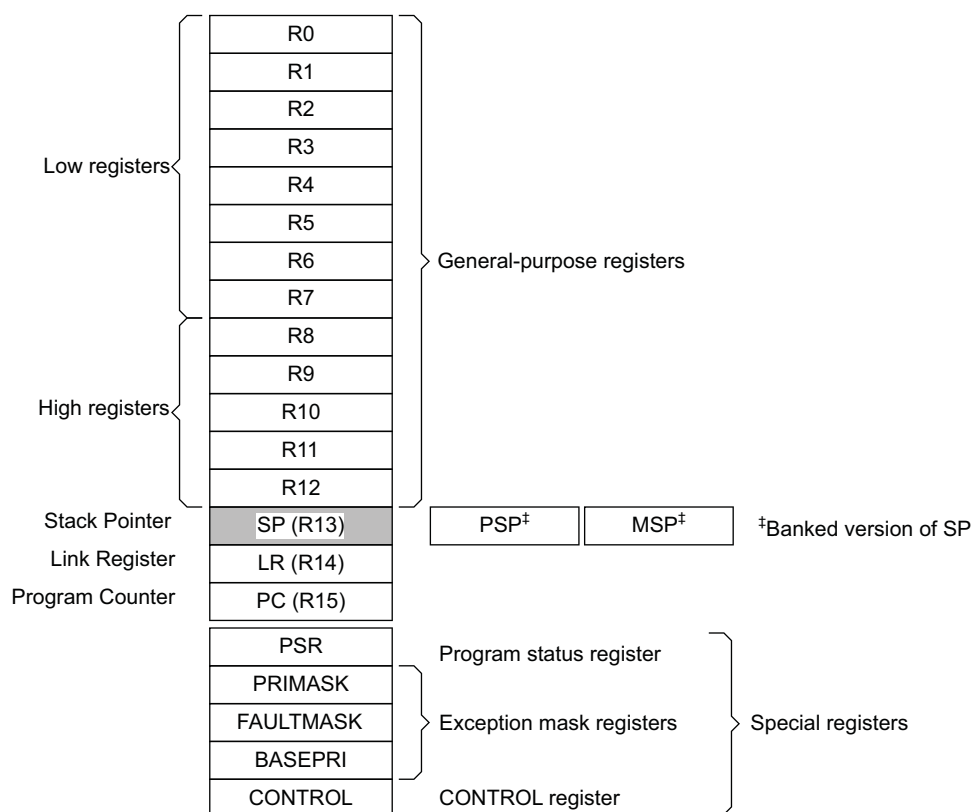 R0
R1
R2
Low registers
R3
R4
R5
R6
General-purpose registers
R7
R8
R9
High registers
R10
R11
R12
Stack Pointer SP (R13) PSP‡ MSP‡ ‡Banked version of SP
Link Register LR (R14)
Program Counter PC (R15)
PSR Program status register
PRIMASK
FAULTMASK Exception mask registers Special registers
BASEPRI
CONTROL CONTROL register